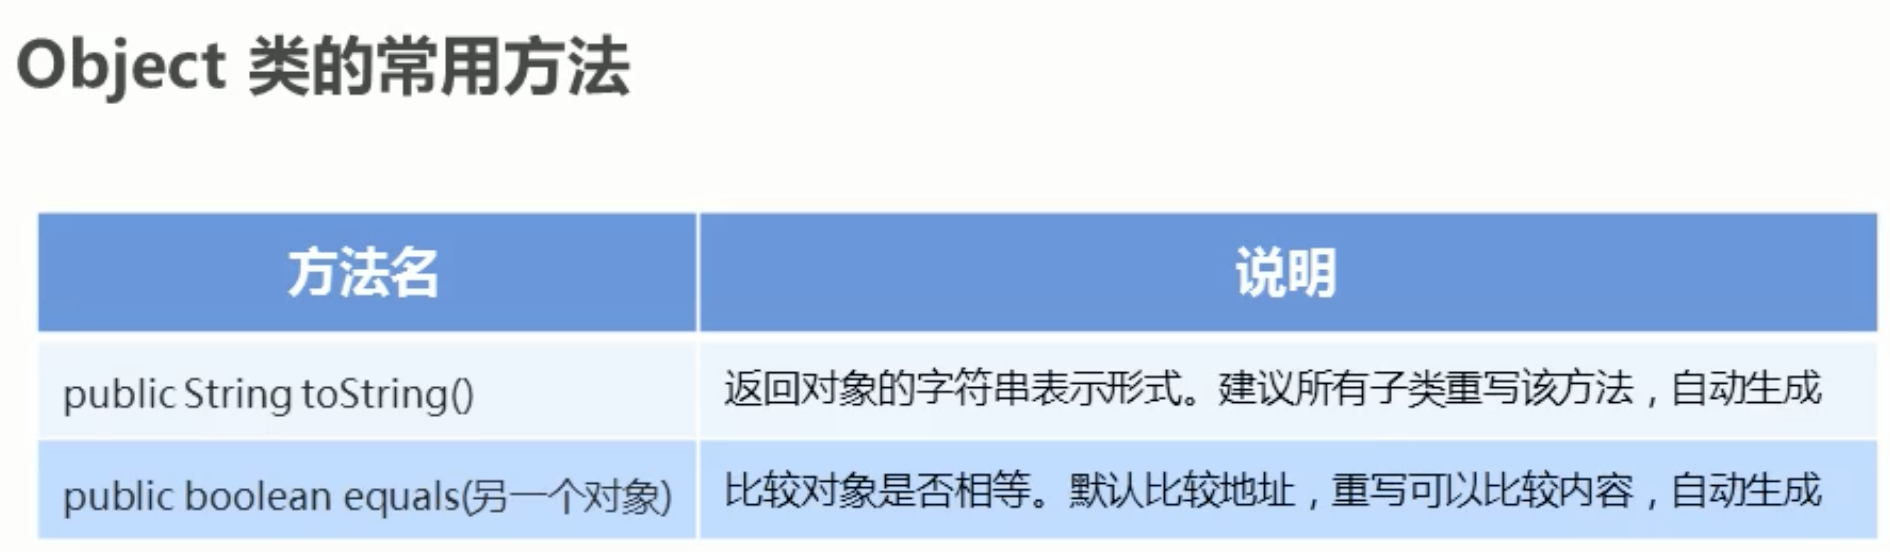 Object 类的常用方法
方法名 说明
public String toString() 返回对象的字符串表示形式。建议所有子类重写该方法，自动生成
public boolean equals(另一个对象) 比较对象是否相等。默认比较地址，重写可以比较内容，自动生成